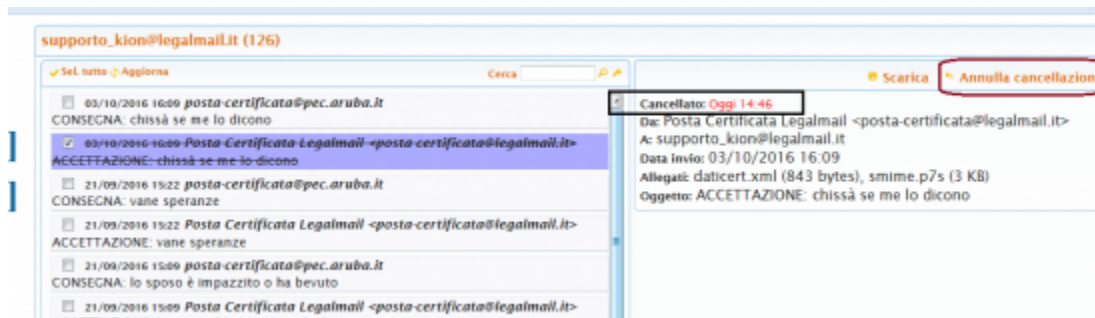 supporto_kion@legalmail.it (126)
Sel. tutto Aggiorna
Cerca
03/10/2016 16:09 posta-certificata@pec.aruba.it
CONSEGNA: chissà se me lo dicono
03/10/2016 16:09 Posta Certificata Legalmail <posta-certificata@legalmail.it>
ACCETTAZIONE: chissà se me lo dicono
21/09/2016 15:22 posta-certificata@pec.aruba.it
CONSEGNA: vane speranze
21/09/2016 15:22 Posta Certificata Legalmail <posta-certificata@legalmail.it>
ACCETTAZIONE: vane speranze
21/09/2016 15:09 posta-certificata@pec.aruba.it
CONSEGNA: lo sposo è impazzito o ha bevuto
21/09/2016 15:09 Posta Certificata Legalmail <posta-certificata@legalmail.it>
Scarica Annulla cancellazion
Cancellato: Oggi 14:46
Da: Posta Certificata Legalmail <posta-certificata@legalmail.it>
A: supporto_kion@legalmail.it
Data invio: 03/10/2016 16:09
Allegati: daticert.xml (843 bytes), smime.p7s (3 KB)
Oggetto: ACCETTAZIONE: chissà se me lo dicono